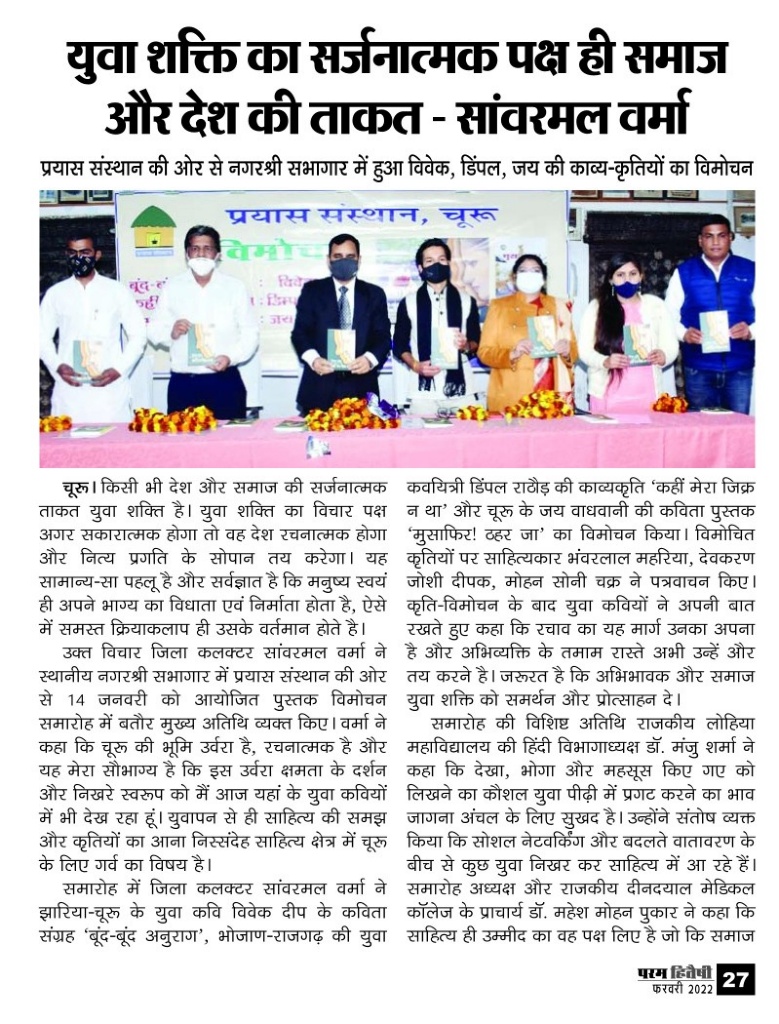 युवा शक्ति का सर्जनात्मक पक्ष ही समाज
और देश की ताकत - सांवरमल वर्मा
प्रयास संस्थान की ओर से नगरश्री सभागार में हुआ विवेक, डिंपल, जय की काव्य-कृतियों का विमोचन
प्रयास संस्थान, चूरू
विमोच
बूंद-बूं
विवे
: डिम्प
: जय
चूरू। किसी भी देश और समाज की सर्जनात्मक
ताकत युवा शक्ति है। युवा शक्ति का विचार पक्ष
अगर सकारात्मक होगा तो वह देश रचनात्मक होगा
और नित्य प्रगति के सोपान तय करेगा। यह
सामान्य-सा पहलू है और सर्वज्ञात है कि मनुष्य स्वयं
ही अपने भाग्य का विधाता एवं निर्माता होता है, ऐसे
में समस्त क्रियाकलाप ही उसके वर्तमान होते है।
उक्त विचार जिला कलक्टर सांवरमल वर्मा ने
स्थानीय नगरश्री सभागार में प्रयास संस्थान की ओर
से 14 जनवरी को आयोजित पुस्तक विमोचन
समारोह में बतौर मुख्य अतिथि व्यक्त किए। वर्मा ने
कहा कि चूरू की भूमि उर्वरा है, रचनात्मक है और
यह मेरा सौभाग्य है कि इस उर्वरा क्षमता के दर्शन
और निखरे स्वरूप को मैं आज यहां के युवा कवियों
में भी देख रहा हूं। युवापन से ही साहित्य की समझ
और कृतियों का आना निस्संदेह साहित्य क्षेत्र में चूरू
के लिए गर्व का विषय है।
समारोह में जिला कलक्टर सांवरमल वर्मा ने
झारिया-चूरू के युवा कवि विवेक दीप के कविता
संग्रह ‘बूंद-बूंद अनुराग’, भोजाण-राजगढ़ की युवा
कवयित्री डिंपल राठौड़ की काव्यकृति ‘कहीं मेरा जिक्र
न था’ और चूरू के जय वाधवानी की कविता पुस्तक
‘मुसाफिर! ठहर जा’ का विमोचन किया। विमोचित
कृतियों पर साहित्यकार भंवरलाल महरिया, देवकरण
जोशी दीपक, मोहन सोनी चक्र ने पत्रवाचन किए।
कृति-विमोचन के बाद युवा कवियों ने अपनी बात
रखते हुए कहा कि रचाव का यह मार्ग उनका अपना
है और अभिव्यक्ति के तमाम रास्ते अभी उन्हें और
तय करने है। जरूरत है कि अभिभावक और समाज
युवा शक्ति को समर्थन और प्रोत्साहन दे।
समारोह की विशिष्ट अतिथि राजकीय लोहिया
महाविद्यालय की हिंदी विभागाध्यक्ष डॉ. मंजु शर्मा ने
कहा कि देखा, भोगा और महसूस किए गए को
लिखने का कौशल युवा पीढ़ी में प्रगट करने का भाव
जागना अंचल के लिए सुखद है। उन्होंने संतोष व्यक्त
किया कि सोशल नेटवर्किंग और बदलते वातावरण के
बीच से कुछ युवा निखर कर साहित्य में आ रहे हैं।
समारोह अध्यक्ष और राजकीय दीनदयाल मेडिकल
कॉलेज के प्राचार्य डॉ. महेश मोहन पुकार ने कहा कि
साहित्य ही उम्मीद का वह पक्ष लिए है जो कि समाज
परम हितैषी
फरवरी 2022 27